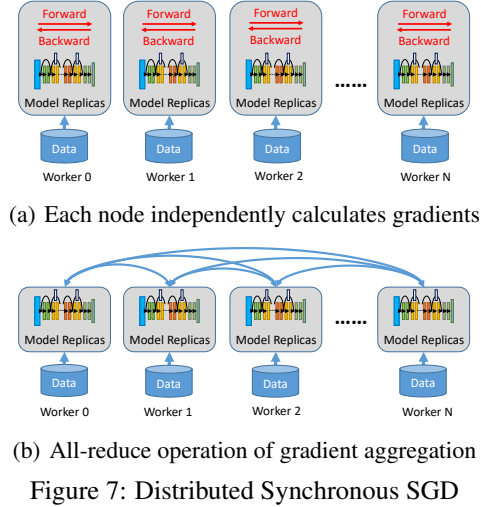 Forward Forward Forward Forward
Backward Backward Backward Backward
......
Model Replicas Model Replicas Model Replicas Model Replicas
Data Data Data Data
Worker 0 Worker 1 Worker 2 Worker N
(a) Each node independently calculates gradients
......
Model Replicas Model Replicas Model Replicas Model Replicas
Data Data Data Data
Worker 0 Worker 1 Worker 2 Worker N
(b) All-reduce operation of gradient aggregation
Figure 7: Distributed Synchronous SGD